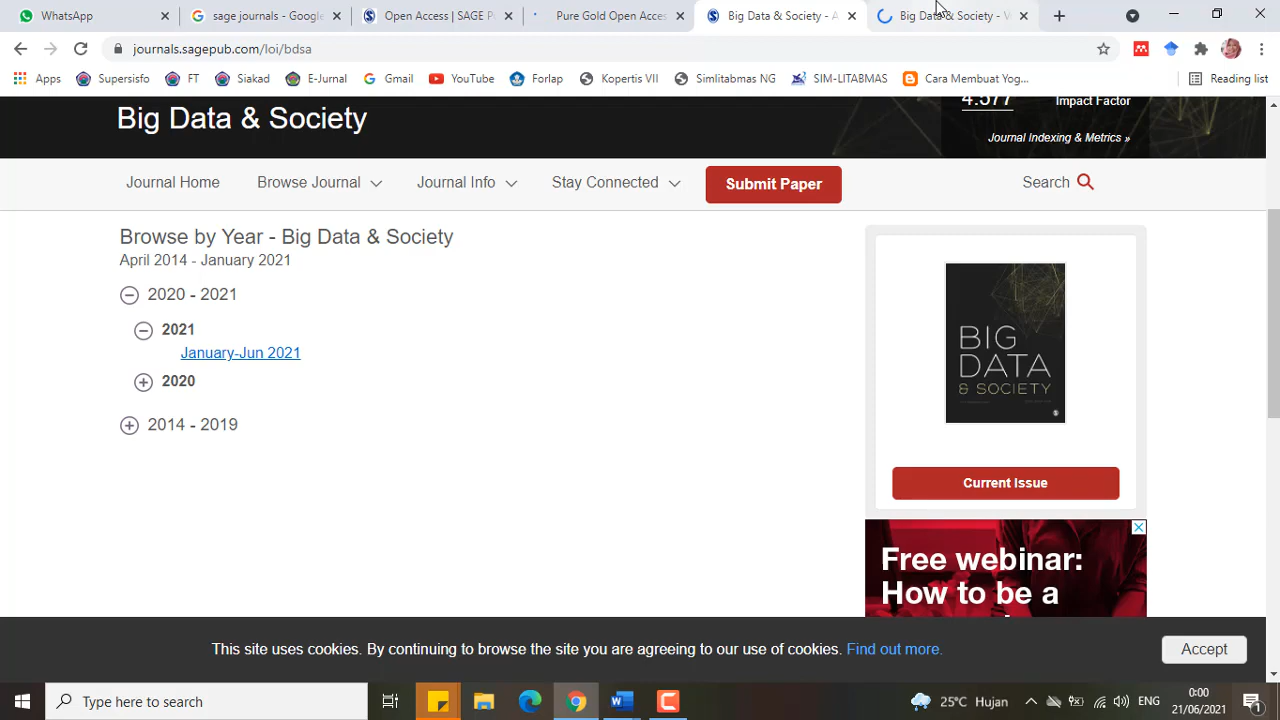 WhatsApp
sage journals - Google
Open Access | SAGE P
Pure Gold Open Acces
Big Data & Society - A
Big Data & Society - V
journals.sagepub.com/loi/bdsa
Apps
Supersisfo
FT
Siakad
E-Jurnal
Gmail
YouTube
Forlap
Kopertis VII
Simlitabmas NG
SIM-LITABMAS
Cara Membuat Yog...
Reading list
Big Data & Society
4.577
Impact Factor
Journal Indexing & Metrics »
Journal Home
Browse Journal
Journal Info
Stay Connected
Submit Paper
Search
Browse by Year - Big Data & Society
April 2014 - January 2021
2020 - 2021
2021
January-Jun 2021
2020
2014 - 2019
BIG
DATA
& SOCIETY
Current Issue
Free webinar:
How to be a
This site uses cookies. By continuing to browse the site you are agreeing to our use of cookies. Find out more.
Accept
Type here to search
25°C Hujan
ENG
0:00
21/06/2021
1